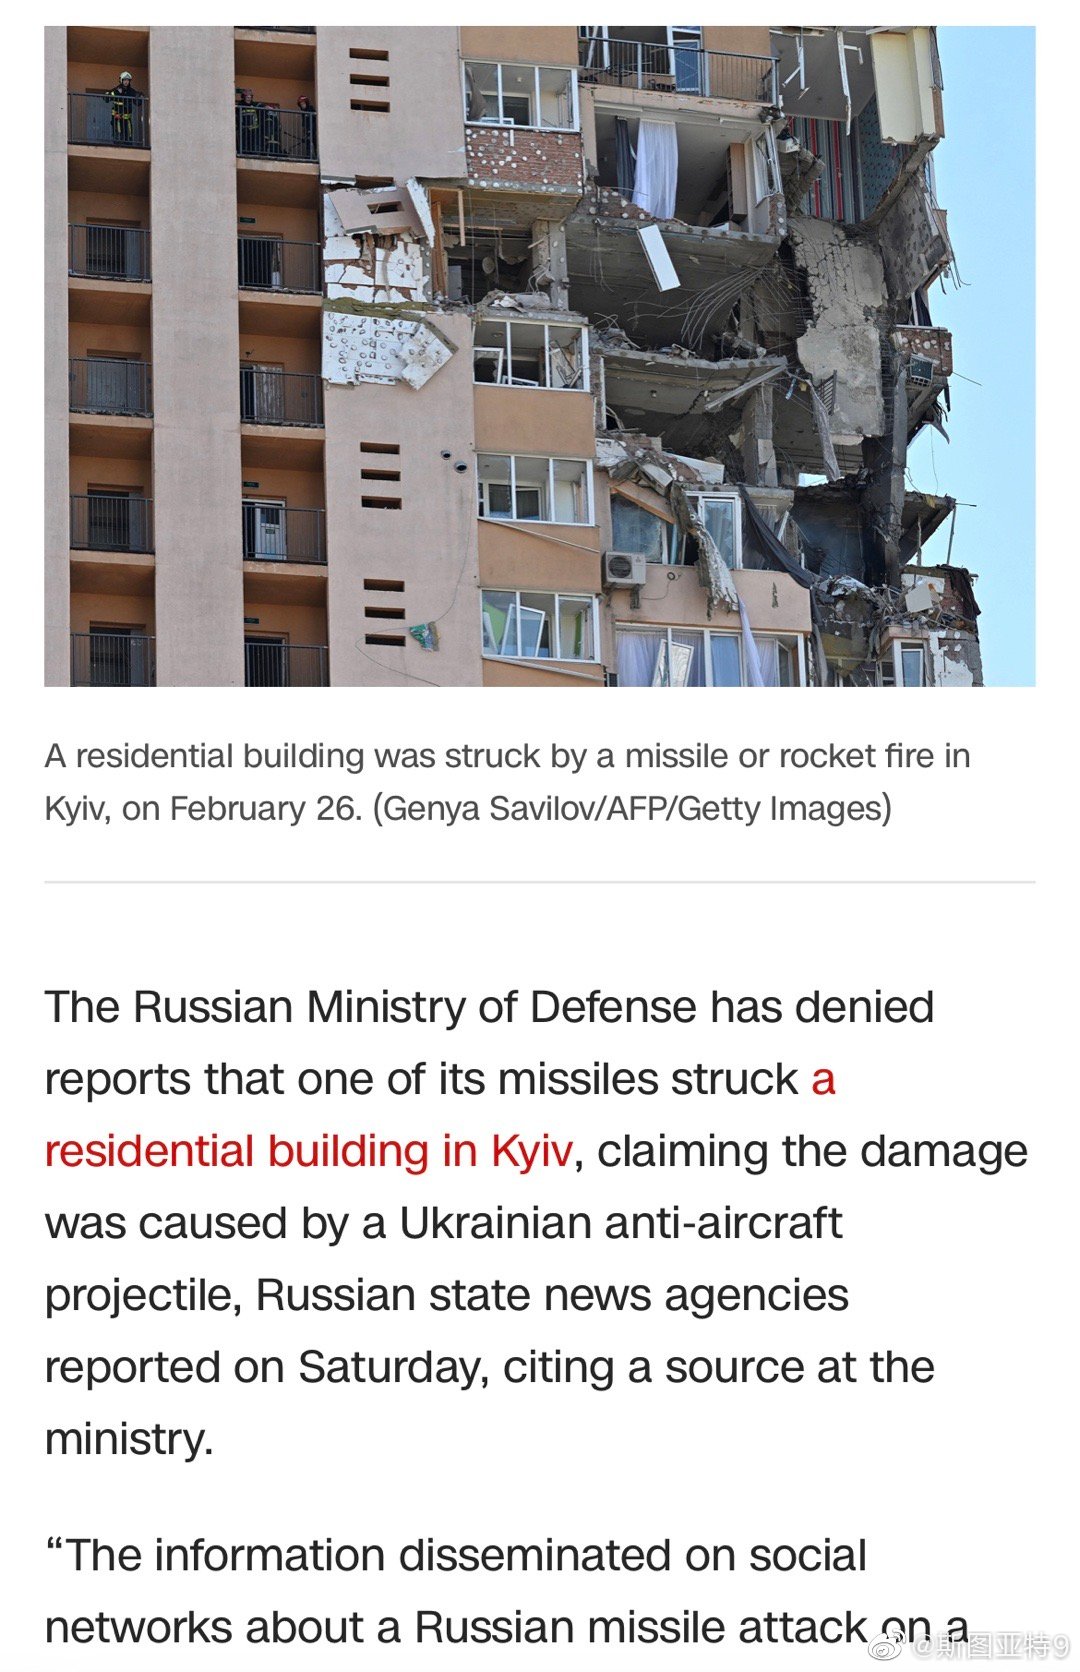 A residential building was struck by a missile or rocket fire in
Kyiv, on February 26. (Genya Savilov/AFP/Getty Images)
The Russian Ministry of Defense has denied
reports that one of its missiles struck a
residential building in Kyiv, claiming the damage
was caused by a Ukrainian anti-aircraft
projectile, Russian state news agencies
reported on Saturday, citing a source at the
ministry.
“The information disseminated on social
networks about a Russian missile attack on a
@斯图亚特9